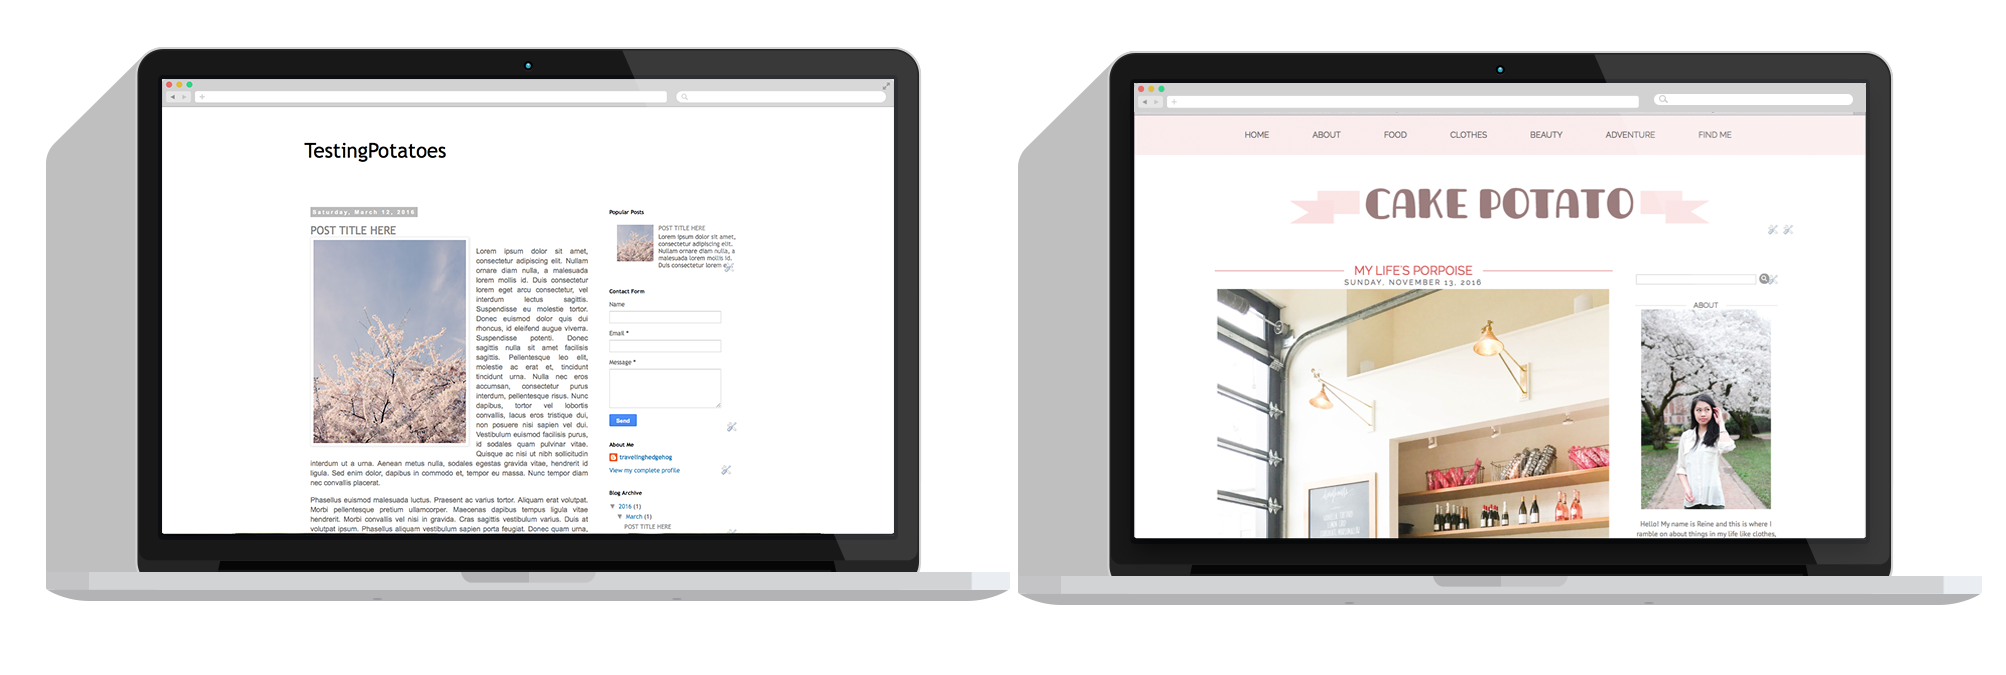 TestingPotatoes
Saturday, March 12, 2016
POST TITLE HERE
Lorem ipsum dolor sit amet,
consectetur adipiscing elit. Nullam
ornare diam nulla, a malesuada
lorem mollis id. Duis consectetur
lorem eget arcu consectetur, vel
interdum lectus sagittis.
Suspendisse eu molestie tortor.
Donec euismod dolor quis dui
rhoncus, id eleifend augue viverra.
Suspendisse potenti. Donec
sagittis nulla sit amet facilisis
sagittis. Pellentesque leo elit,
molestie ac erat et, tincidunt
tincidunt urna. Nulla nec eros
accumsan, consectetur purus
interdum, pellentesque risus. Nunc
dapibus, tortor vel lobortis
convallis, lacus eros tristique dui,
non posuere nisi sapien vel dui.
Vestibulum euismod facilisis purus,
id sodales quam pulvinar vitae.
Quisque ac nisi ut nibh sollicitudin
interdum ut a urna. Aenean metus nulla, sodales egestas gravida vitae, hendrerit id
ligula. Sed enim dolor, dapibus in commodo et, tempor eu massa. Nunc tempor diam
nec convallis placerat.
Phasellus euismod malesuada luctus. Praesent ac varius tortor. Aliquam erat volutpat.
Morbi pellentesque pretium ullamcorper. Maecenas dapibus tempus ligula vitae
hendrerit. Morbi convallis vel nisi in gravida. Cras sagittis vestibulum varius. Duis at
volutpat ipsum. Phasellus aliquam vestibulum sapien porta feugiat. Donec quam urna,
Popular Posts
POST TITLE HERE
Lorem ipsum dolor sit amet,
consectetur adipiscing elit.
Nullam ornare diam nulla, a
malesuada lorem mollis id.
Duis consectetur lorem e
Contact Form
Name
Email *
Message *
Send
About Me
travelinghedgehog
View my complete profile
Blog Archive
▼ 2016 (1)
▼ March (1)
POST TITLE HERE
HOME ABOUT FOOD CLOTHES BEAUTY ADVENTURE FIND ME
CAKE POTATO
MY LIFE'S PORPOISE
SUNDAY, NOVEMBER 13, 2016
ABOUT
Hello! My name is Reine and this is where I
ramble on about things in my life like clothes,